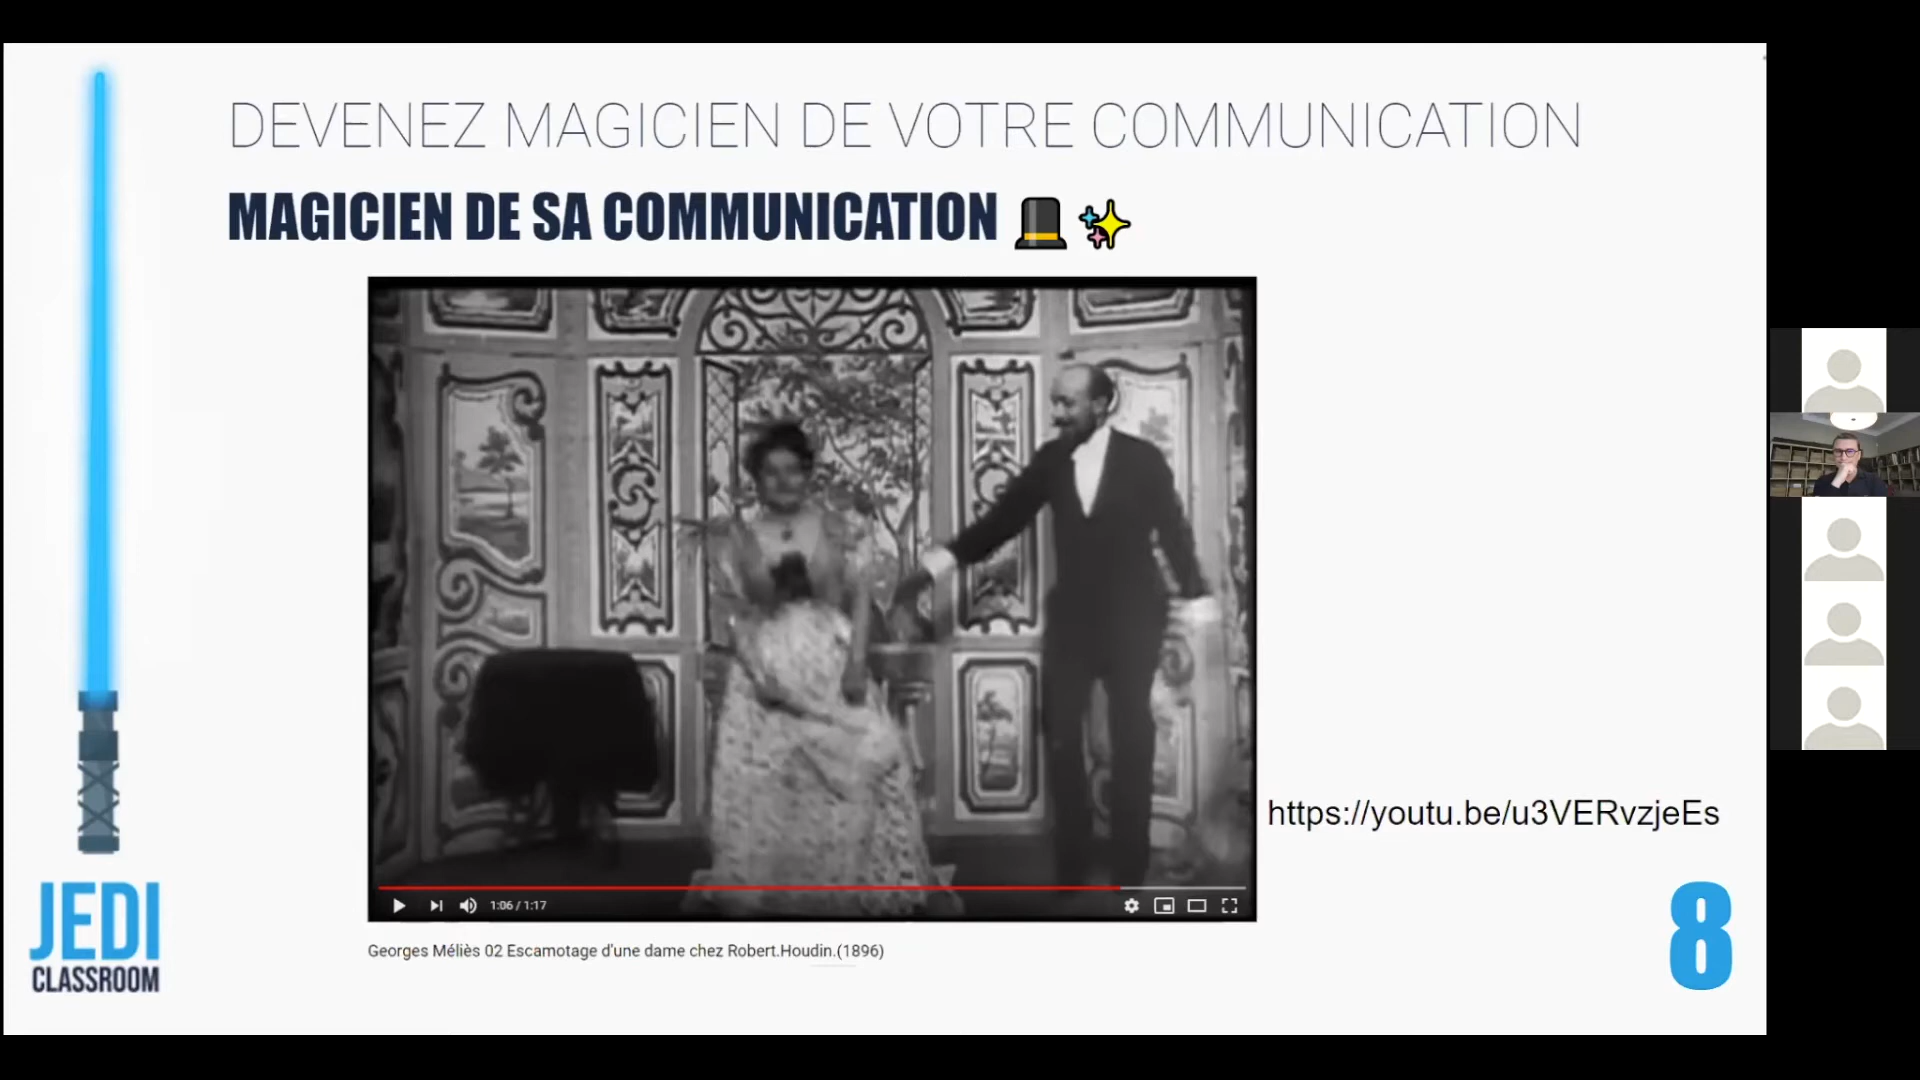 DEVENEZ MAGICIEN DE VOTRE COMMUNICATION
MAGICIEN DE SA COMMUNICATION
1:06 / 1:17
https://youtu.be/u3VERvzjeEs
Georges Méliès 02 Escamotage d'une dame chez Robert.Houdin.(1896)
JEDI
CLASSROOM
8